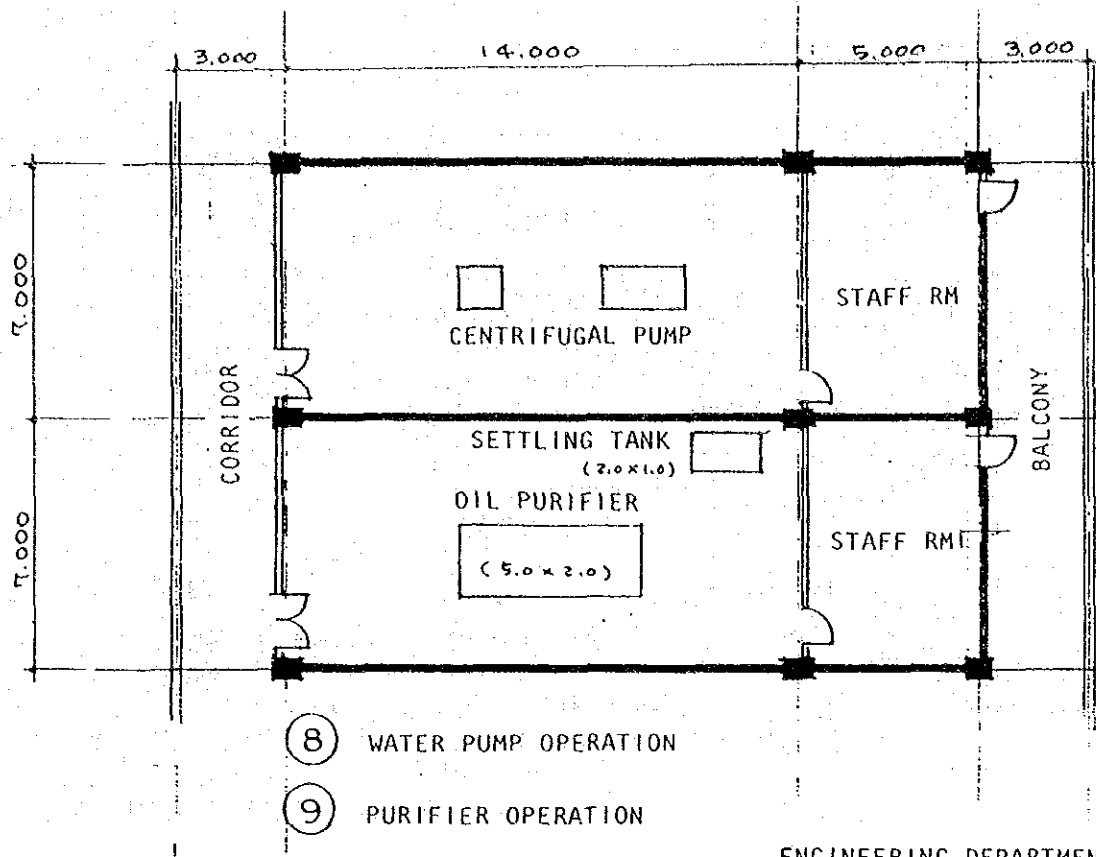 3.000 14.000 5.000 3.000
7.000
STAFF RM
CENTRIFUGAL PUMP
CORRIDOR
BALCONY
SETTLING TANK
(2.0×1.0)
OIL PURIFIER
7.000
STAFF RM
(5.0×2.0)
8 WATER PUMP OPERATION
9 PURIFIER OPERATION
ENGINEERING DEPARTMEN